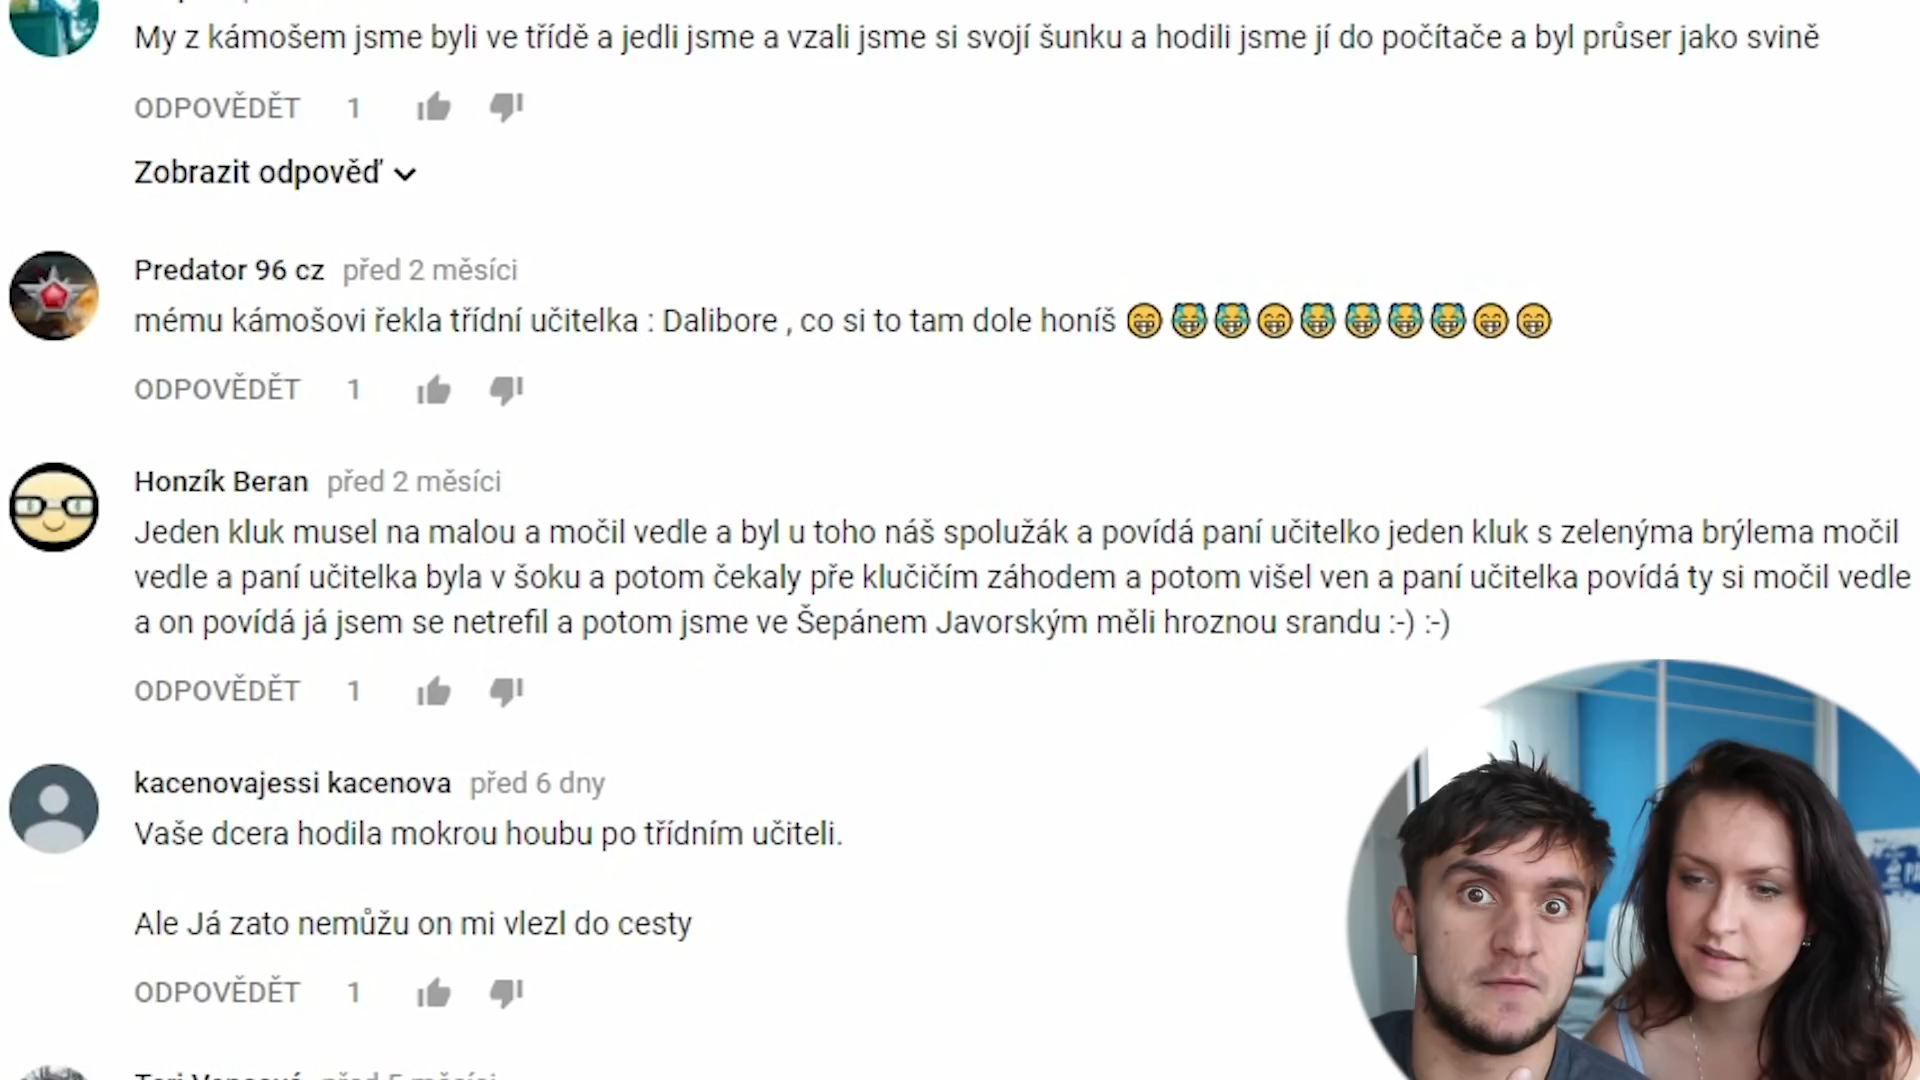 My z kámošem jsme byli ve třídě a jedli jsme a vzali jsme si svojí šunku a hodili jsme jí do počítače a byl průser jako svině
ODPOVĚDĚT 1
Zobrazit odpověď
Predator 96 cz před 2 měsíci
mému kámošovi řekla třídní učitelka : Dalibore , co si to tam dole honíš 😁😹😹😁😹😹😹😹😁😁
ODPOVĚDĚT 1
Honzík Beran před 2 měsíci
Jeden kluk musel na malou a močil vedle a byl u toho náš spolužák a povídá paní učitelko jeden kluk s zelenýma brýlema močil
vedle a paní učitelka byla v šoku a potom čekaly pře klučičím záhodem a potom višel ven a paní učitelka povídá ty si močil vedle
a on povídá já jsem se netrefil a potom jsme ve Šepánem Javorským měli hroznou srandu :-) :-)
ODPOVĚDĚT 1
kacenovajessi kacenova před 6 dny
Vaše dcera hodila mokrou houbu po třídním učiteli.
Ale Já zato nemůžu on mi vlezl do cesty
ODPOVĚDĚT 1
před 5 měsíci